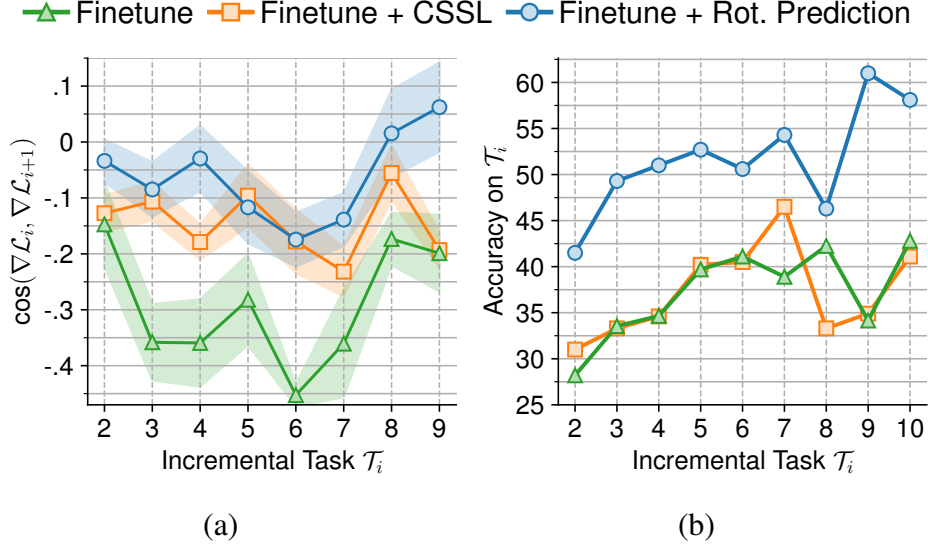 Finetune Finetune + CSSL Finetune + Rot. Prediction
cos(∇ℒᵢ, ∇ℒᵢ₊₁)
.1
0
-.1
-.2
-.3
-.4
2 3 4 5 6 7 8 9
Incremental Task 𝒯ᵢ
(a)
Accuracy on 𝒯ᵢ
60
55
50
45
40
35
30
25
2 3 4 5 6 7 8 9 10
Incremental Task 𝒯ᵢ
(b)